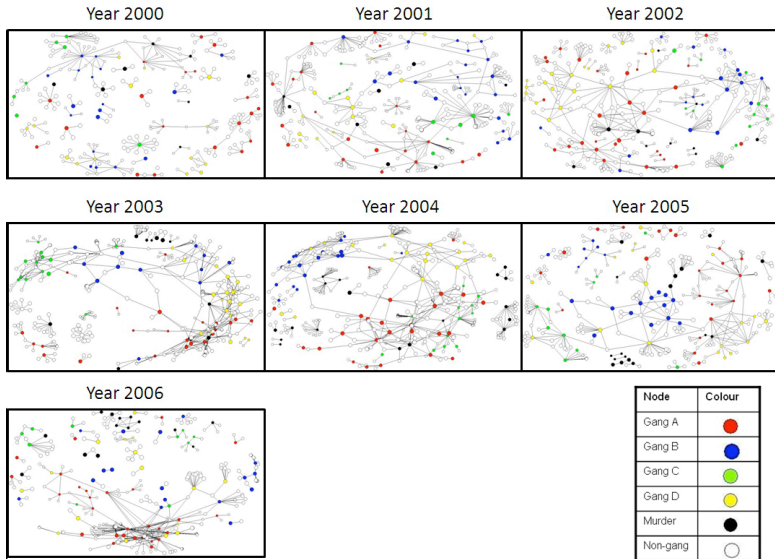 Year 2000
Year 2001
Year 2002
Year 2003
Year 2004
Year 2005
Year 2006
Node Colour
Gang A
Gang B
Gang C
Gang D
Murder
Non-gang